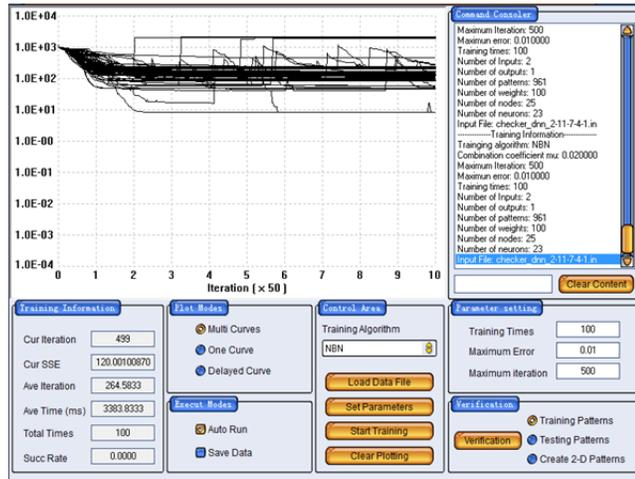 1.0E+04
1.0E+03
1.0E+02
1.0E+01
1.0E-00
1.0E-01
1.0E-02
1.0E-03
1.0E-04
0 1 2 3 4 5 6 7 8 9 10
Iteration ( x 50 )
Command Consoler
Maximum Iteration: 500
Maximun error: 0.010000
Training times: 100
Number of Inputs: 2
Number of outputs: 1
Number of patterns: 961
Number of weights: 100
Number of nodes: 25
Number of neurons: 23
Input File: checker_dnn_2-11-7-4-1.in
--------------Training Information--------------
Trainging algorithm: NBN
Combination coefficient mu: 0.020000
Maximum Iteration: 500
Maximun error: 0.010000
Training times: 100
Number of Inputs: 2
Number of outputs: 1
Number of patterns: 961
Number of weights: 100
Number of nodes: 25
Number of neurons: 23
Input File: checker_dnn_2-11-7-4-1.in
Clear Content
Training Information
Cur Iteration 499
Cur SSE 120.00100870
Ave Iteration 264.5833
Ave Time (ms) 3383.8333
Total Times 100
Succ Rate 0.0000
Plot Modes
Multi Curves
One Curve
Delayed Curve
Execut Modes
Auto Run
Save Data
Control Area
Training Algorithm
NBN
Load Data File
Set Parameters
Start Training
Clear Plotting
Parameter setting
Training Times 100
Maximum Error 0.01
Maximum iteration 500
Verification
Verification
Training Patterns
Testing Patterns
Create 2-D Patterns